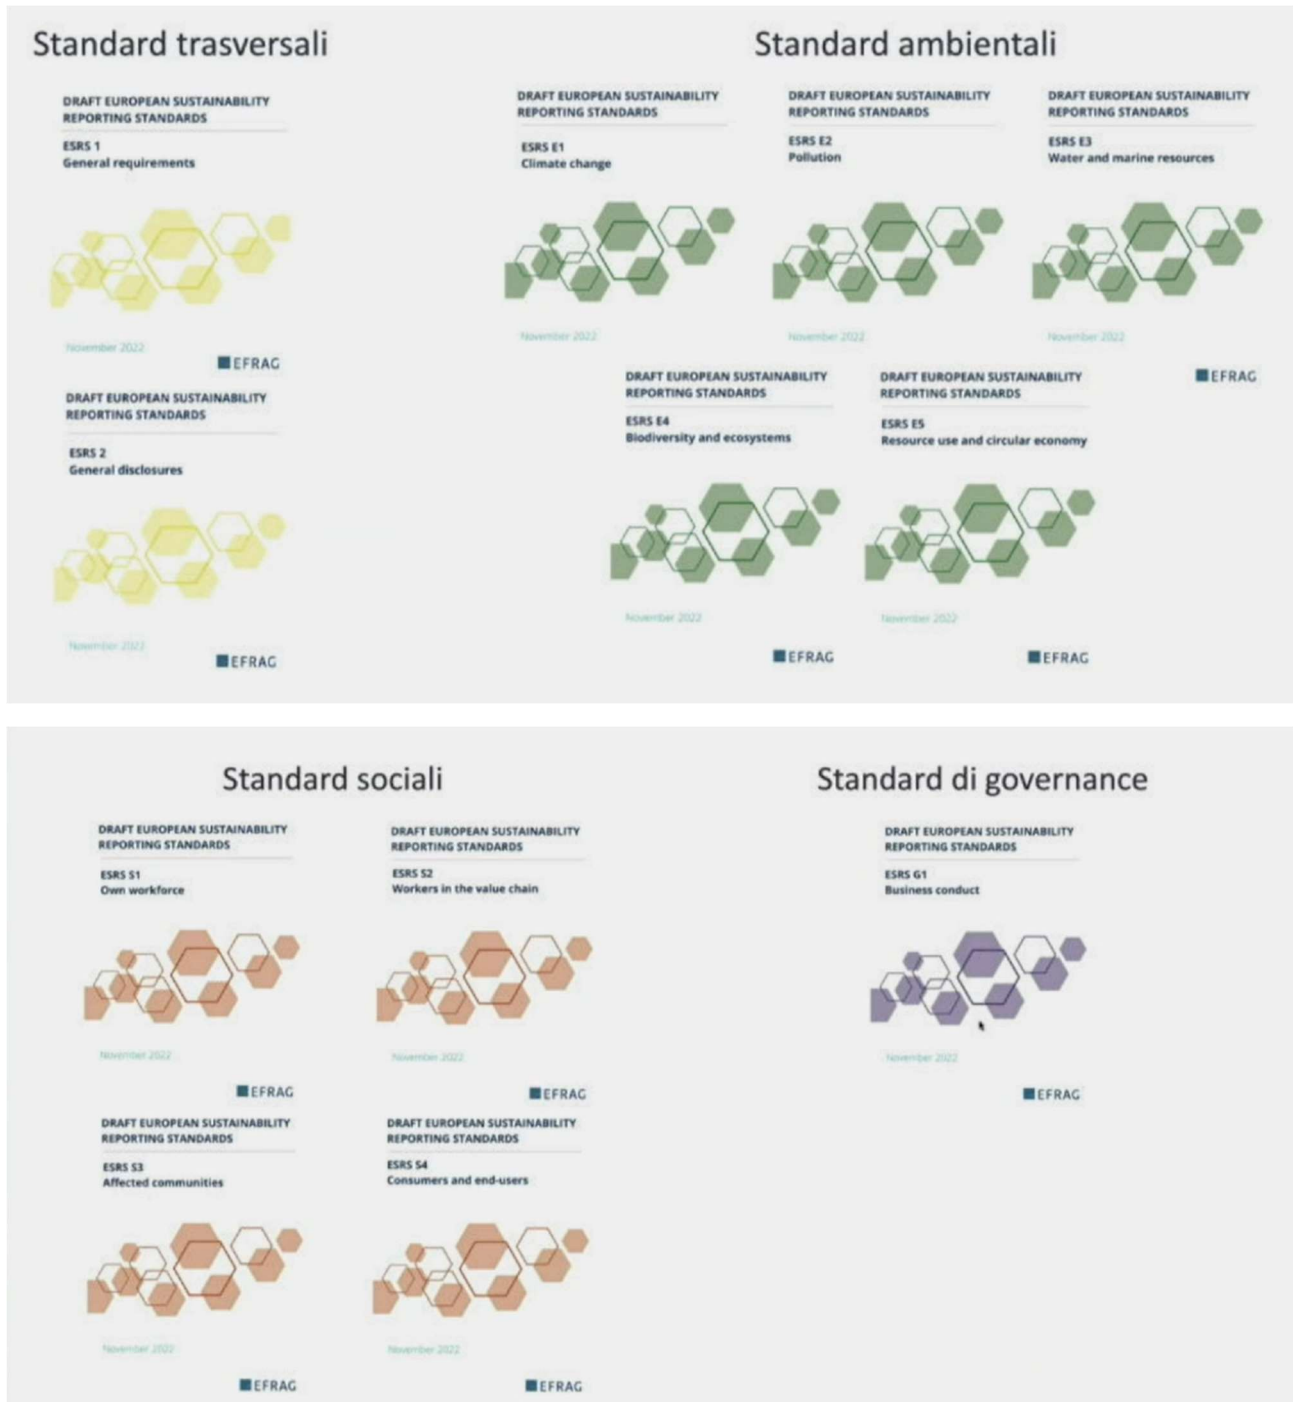 Standard trasversali
DRAFT EUROPEAN SUSTAINABILITY
REPORTING STANDARDS
ESRS 1
General requirements
November 2022
EFRAG
DRAFT EUROPEAN SUSTAINABILITY
REPORTING STANDARDS
ESRS 2
General disclosures
November 2022
EFRAG
Standard ambientali
DRAFT EUROPEAN SUSTAINABILITY
REPORTING STANDARDS
ESRS E1
Climate change
November 2022
DRAFT EUROPEAN SUSTAINABILITY
REPORTING STANDARDS
ESRS E2
Pollution
November 2022
DRAFT EUROPEAN SUSTAINABILITY
REPORTING STANDARDS
ESRS E3
Water and marine resources
November 2022
EFRAG
DRAFT EUROPEAN SUSTAINABILITY
REPORTING STANDARDS
ESRS E4
Biodiversity and ecosystems
November 2022
EFRAG
DRAFT EUROPEAN SUSTAINABILITY
REPORTING STANDARDS
ESRS E5
Resource use and circular economy
November 2022
EFRAG
Standard sociali
DRAFT EUROPEAN SUSTAINABILITY
REPORTING STANDARDS
ESRS S1
Own workforce
November 2022
EFRAG
DRAFT EUROPEAN SUSTAINABILITY
REPORTING STANDARDS
ESRS S2
Workers in the value chain
November 2022
EFRAG
DRAFT EUROPEAN SUSTAINABILITY
REPORTING STANDARDS
ESRS S3
Affected communities
November 2022
EFRAG
DRAFT EUROPEAN SUSTAINABILITY
REPORTING STANDARDS
ESRS S4
Consumers and end-users
November 2022
EFRAG
Standard di governance
DRAFT EUROPEAN SUSTAINABILITY
REPORTING STANDARDS
ESRS G1
Business conduct
November 2022
EFRAG